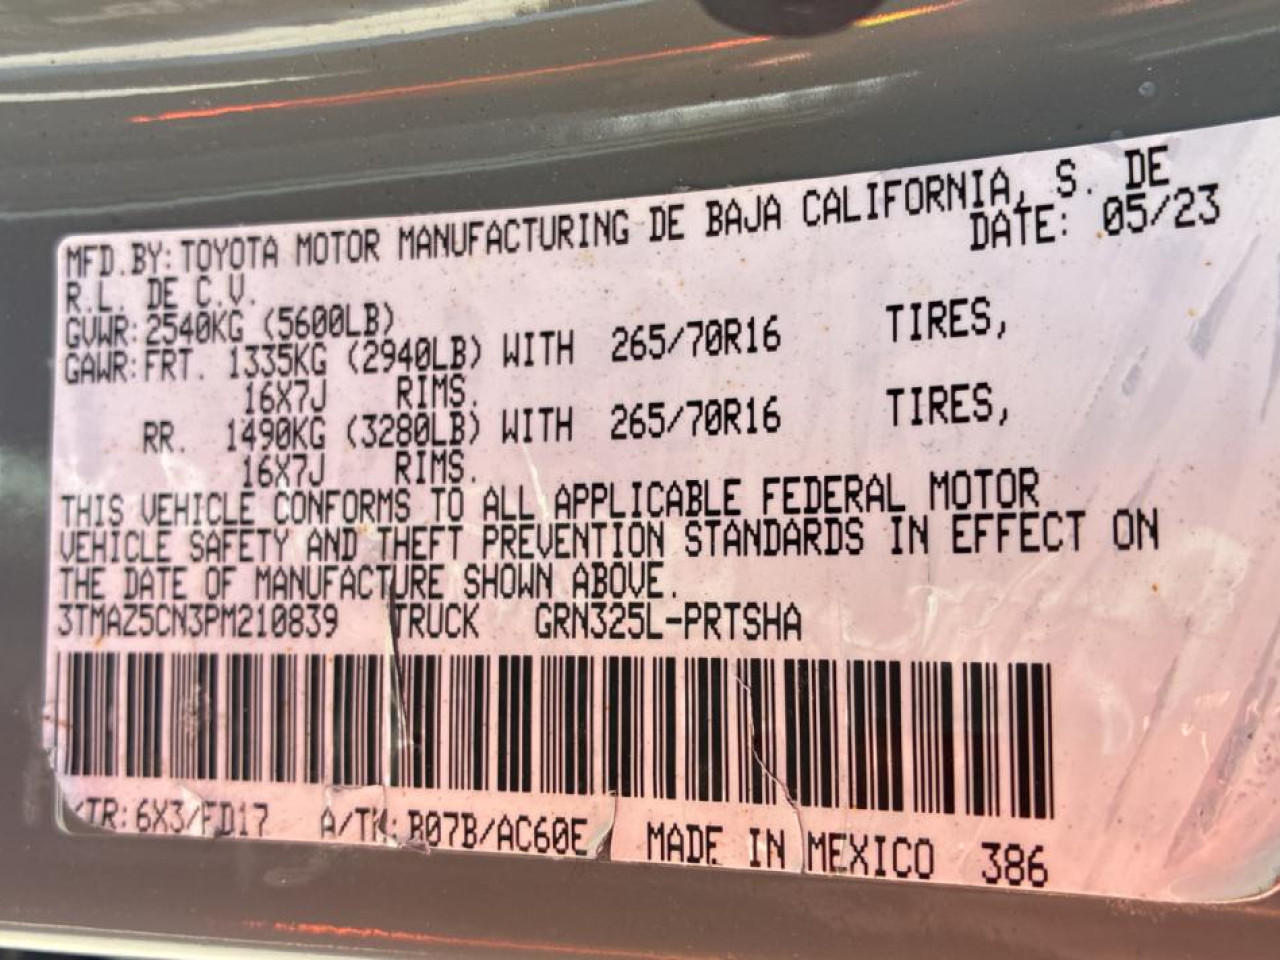 MFD.BY: TOYOTA MOTOR MANUFACTURING DE BAJA CALIFORNIA, S. DE
R.L. DE C.V. DATE: 05/23
GVWR: 2540KG (5600LB)
GAWR: FRT. 1335KG (2940LB) WITH 265/70R16 TIRES,
16X7J RIMS.
RR. 1490KG (3280LB) WITH 265/70R16 TIRES,
16X7J RIMS.
THIS VEHICLE CONFORMS TO ALL APPLICABLE FEDERAL MOTOR
VEHICLE SAFETY AND THEFT PREVENTION STANDARDS IN EFFECT ON
THE DATE OF MANUFACTURE SHOWN ABOVE.
3TMAZ5CN3PM210839 TRUCK GRN325L-PRTSHA
/TR: 6X3/FD17 A/TM: B07B/AC60E MADE IN MEXICO 386